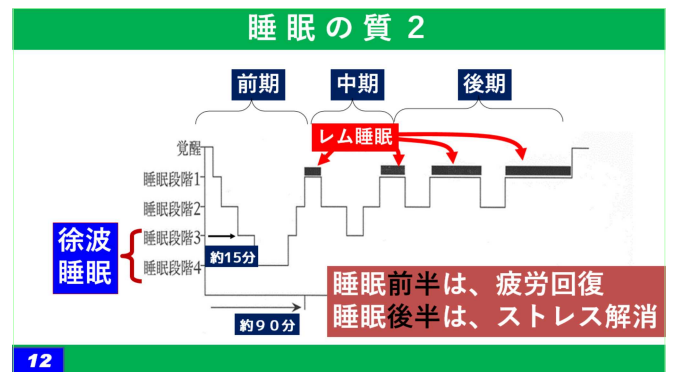 睡眠の質２
前期
中期
後期
レム睡眠
覚醒
睡眠段階1
睡眠段階2
睡眠段階3
睡眠段階4
徐波
睡眠
約15分
約９０分
睡眠前半は、疲労回復
睡眠後半は、ストレス解消
12